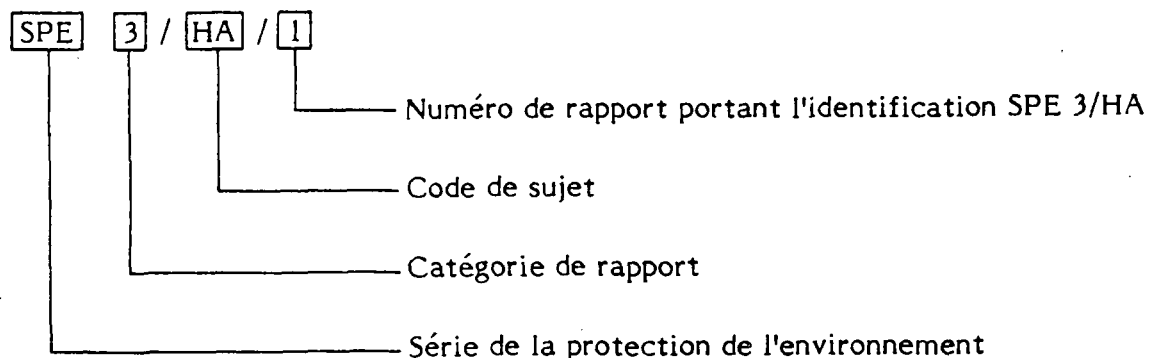 SPE 3 / HA / 1
Numéro de rapport portant l'identification SPE 3/HA
Code de sujet
Catégorie de rapport
Série de la protection de l'environnement